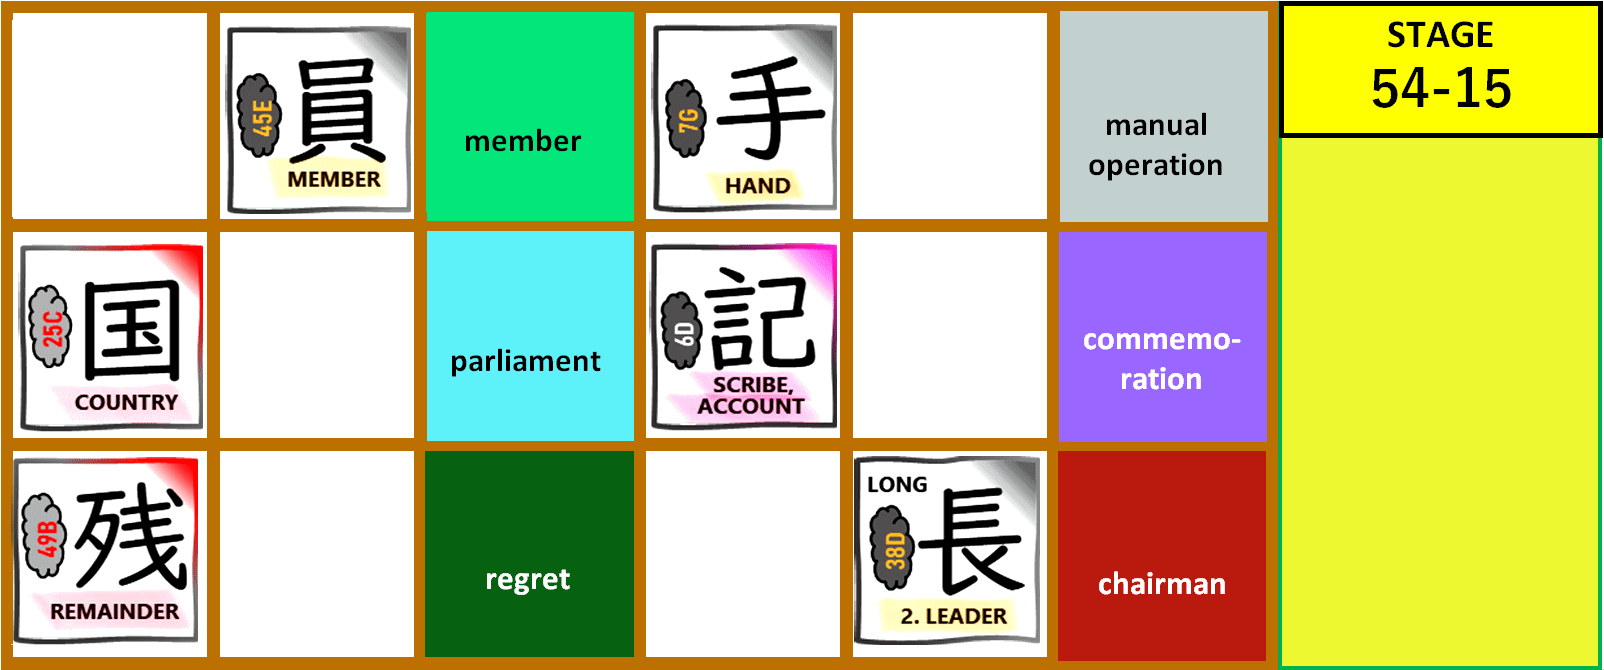 45E
員
MEMBER
member
7G
手
HAND
manual
operation
STAGE
54-15
25C
国
COUNTRY
parliament
6D
記
SCRIBE,
ACCOUNT
commemo-
ration
49B
残
REMAINDER
regret
LONG
38D
長
2. LEADER
chairman